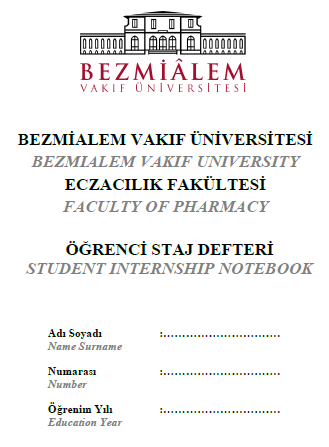 BEZMİÂLEM
VAKIF ÜNİVERSİTESİ
BEZMİALEM VAKIF ÜNİVERSİTESİ
BEZMIALEM VAKIF UNIVERSITY
ECZACILIK FAKÜLTESİ
FACULTY OF PHARMACY
ÖĞRENCİ STAJ DEFTERİ
STUDENT INTERNSHIP NOTEBOOK
Adı Soyadı :...............................
Name Surname
Numarası :...............................
Number
Öğrenim Yılı :...............................
Education Year